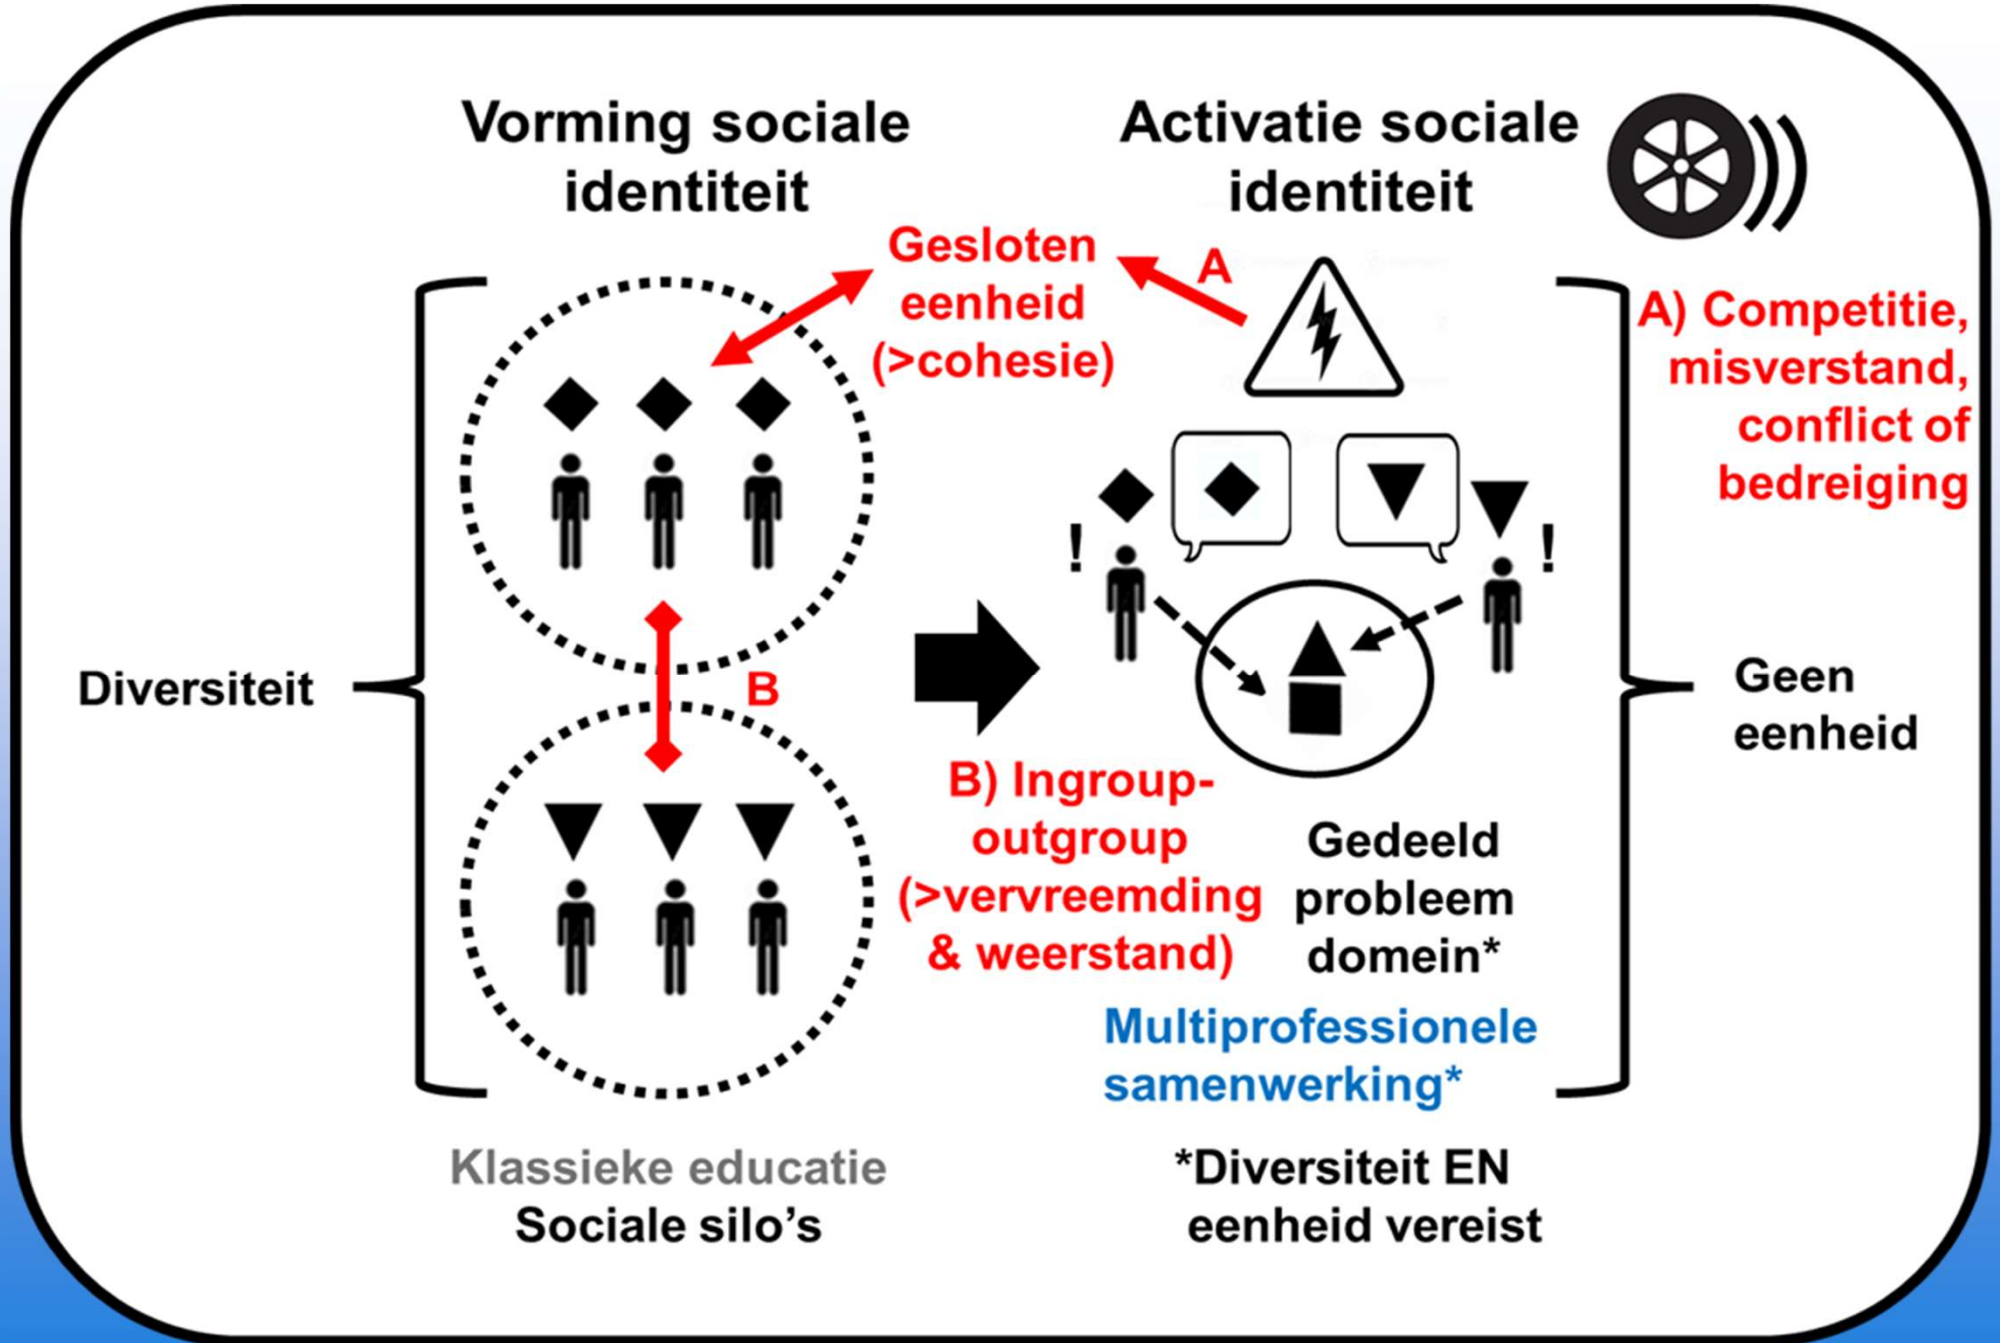 Vorming sociale
identiteit
Activatie sociale
identiteit
Gesloten
eenheid
(>cohesie)
A
A) Competitie,
misverstand,
conflict of
bedreiging
!
!
Diversiteit
B
Geen
eenheid
B) Ingroup-
outgroup
(>vervreemding
& weerstand)
Gedeeld
probleem
domein*
Multiprofessionele
samenwerking*
Klassieke educatie
Sociale silo’s
*Diversiteit EN
eenheid vereist